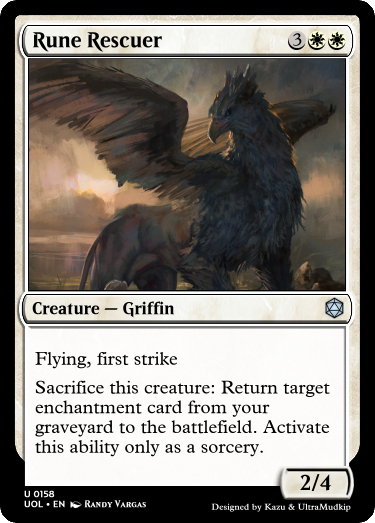 Rune Rescuer 3
Creature — Griffin
Flying, first strike
Sacrifice this creature: Return target
enchantment card from your
graveyard to the battlefield. Activate
this ability only as a sorcery.
2/4
U 0158
UOL • EN Randy Vargas
Designed by Kazu & UltraMudkip